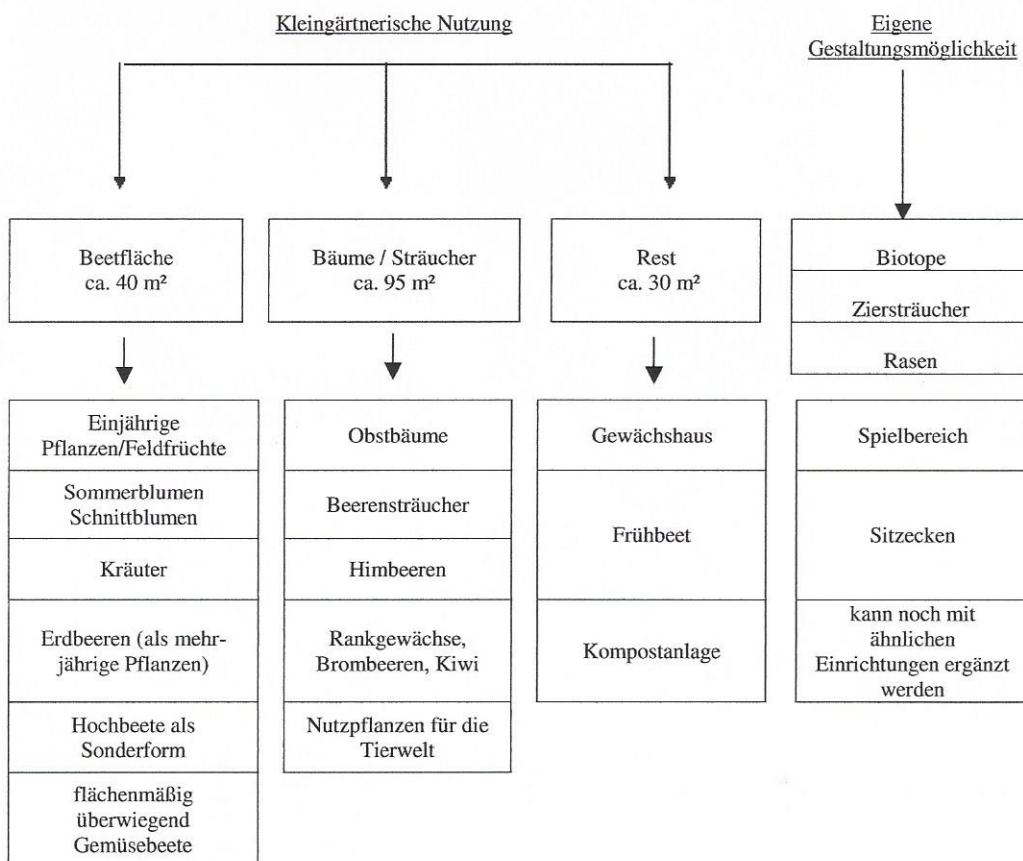 Kleingärtnerische Nutzung
Eigene
Gestaltungsmöglichkeit
Beetfläche
ca. 40 m²
Bäume / Sträucher
ca. 95 m²
Rest
ca. 30 m²
Biotope
Ziersträucher
Rasen
Einjährige
Pflanzen/Feldfrüchte
Sommerblumen
Schnittblumen
Kräuter
Erdbeeren (als mehr-
jährige Pflanzen)
Hochbeete als
Sonderform
flächenmäßig
überwiegend
Gemüsebeete
Obstbäume
Beerensträucher
Himbeeren
Rankgewächse,
Brombeeren, Kiwi
Nutzpflanzen für die
Tierwelt
Gewächshaus
Frühbeet
Kompostanlage
Spielbereich
Sitzecken
kann noch mit
ähnlichen
Einrichtungen ergänzt
werden